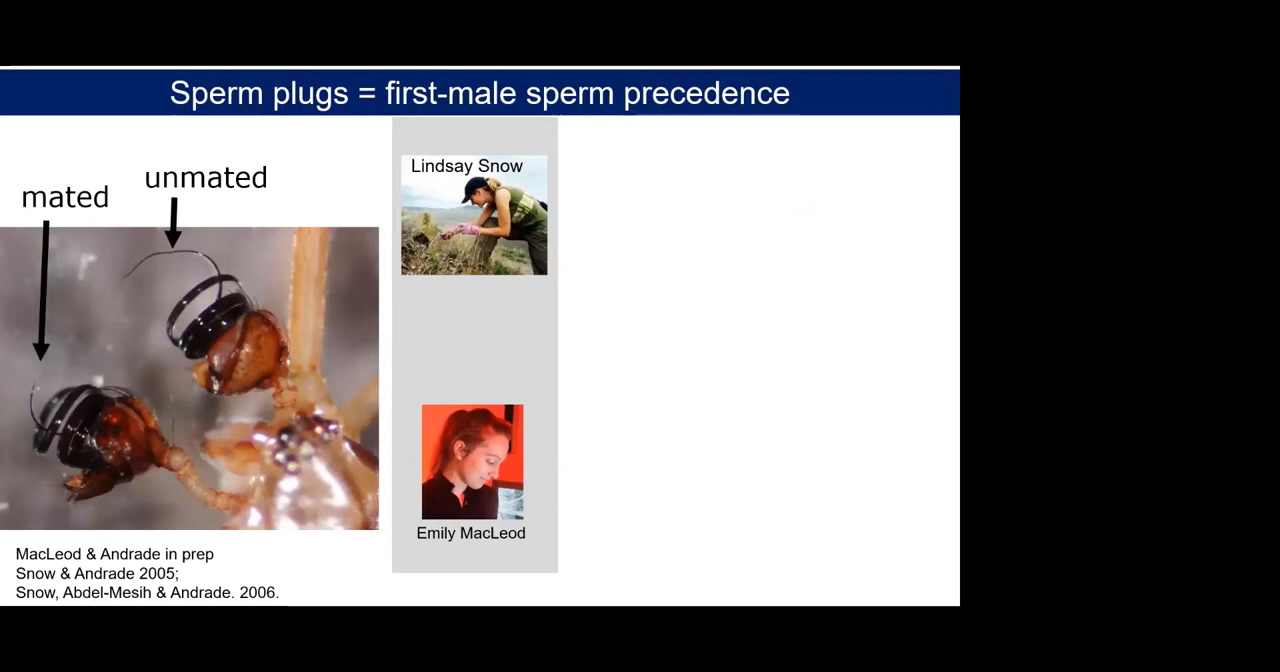 Sperm plugs = first-male sperm precedence
mated
unmated
Lindsay Snow
Emily MacLeod
MacLeod & Andrade in prep
Snow & Andrade 2005;
Snow, Abdel-Mesih & Andrade. 2006.